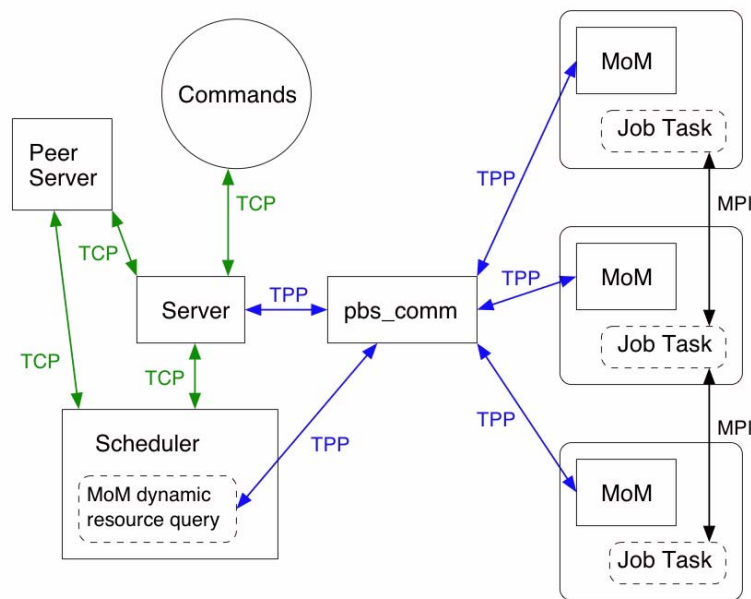 Commands
MoM
Job Task
Peer
Server
TPP
MPI
TCP
TCP
TPP
MoM
Server
TPP
pbs_comm
Job Task
TCP
TCP
TPP
TPP
MPI
Scheduler
MoM dynamic
resource query
MoM
Job Task